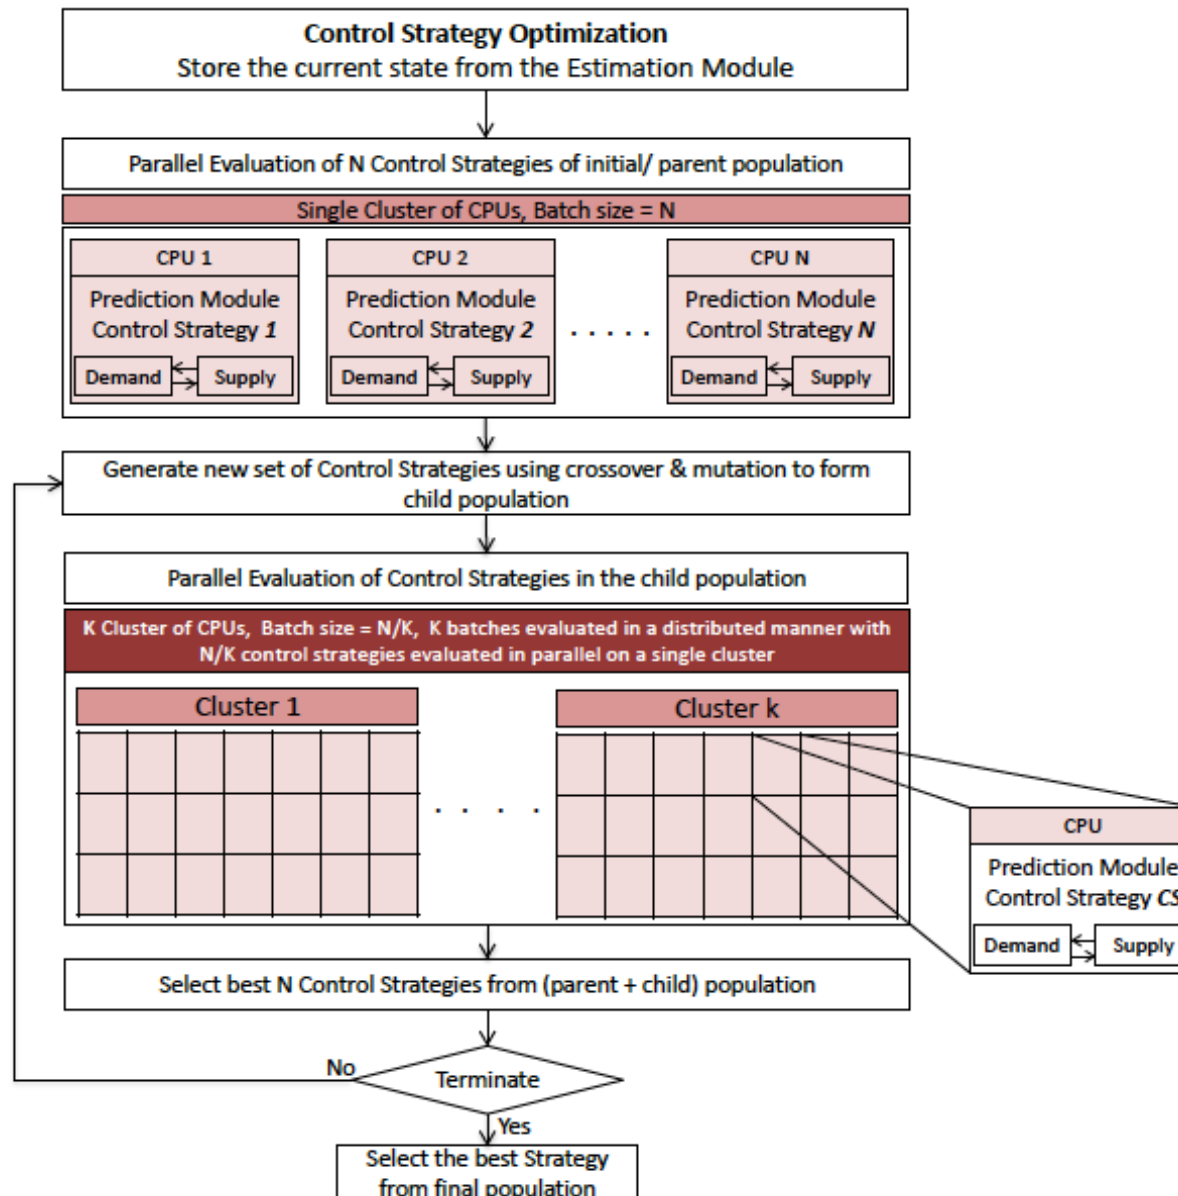 Control Strategy Optimization
Store the current state from the Estimation Module
Parallel Evaluation of N Control Strategies of initial/ parent population
Single Cluster of CPUs, Batch size = N
CPU 1
Prediction Module
Control Strategy 1
Demand
Supply
CPU 2
Prediction Module
Control Strategy 2
Demand
Supply
. . . . .
CPU N
Prediction Module
Control Strategy N
Demand
Supply
Generate new set of Control Strategies using crossover & mutation to form
child population
Parallel Evaluation of Control Strategies in the child population
K Cluster of CPUs, Batch size = N/K, K batches evaluated in a distributed manner with
N/K control strategies evaluated in parallel on a single cluster
Cluster 1
. . . .
Cluster k
CPU
Prediction Module
Control Strategy CS
Demand
Supply
Select best N Control Strategies from (parent + child) population
No
Terminate
Yes
Select the best Strategy
from final population